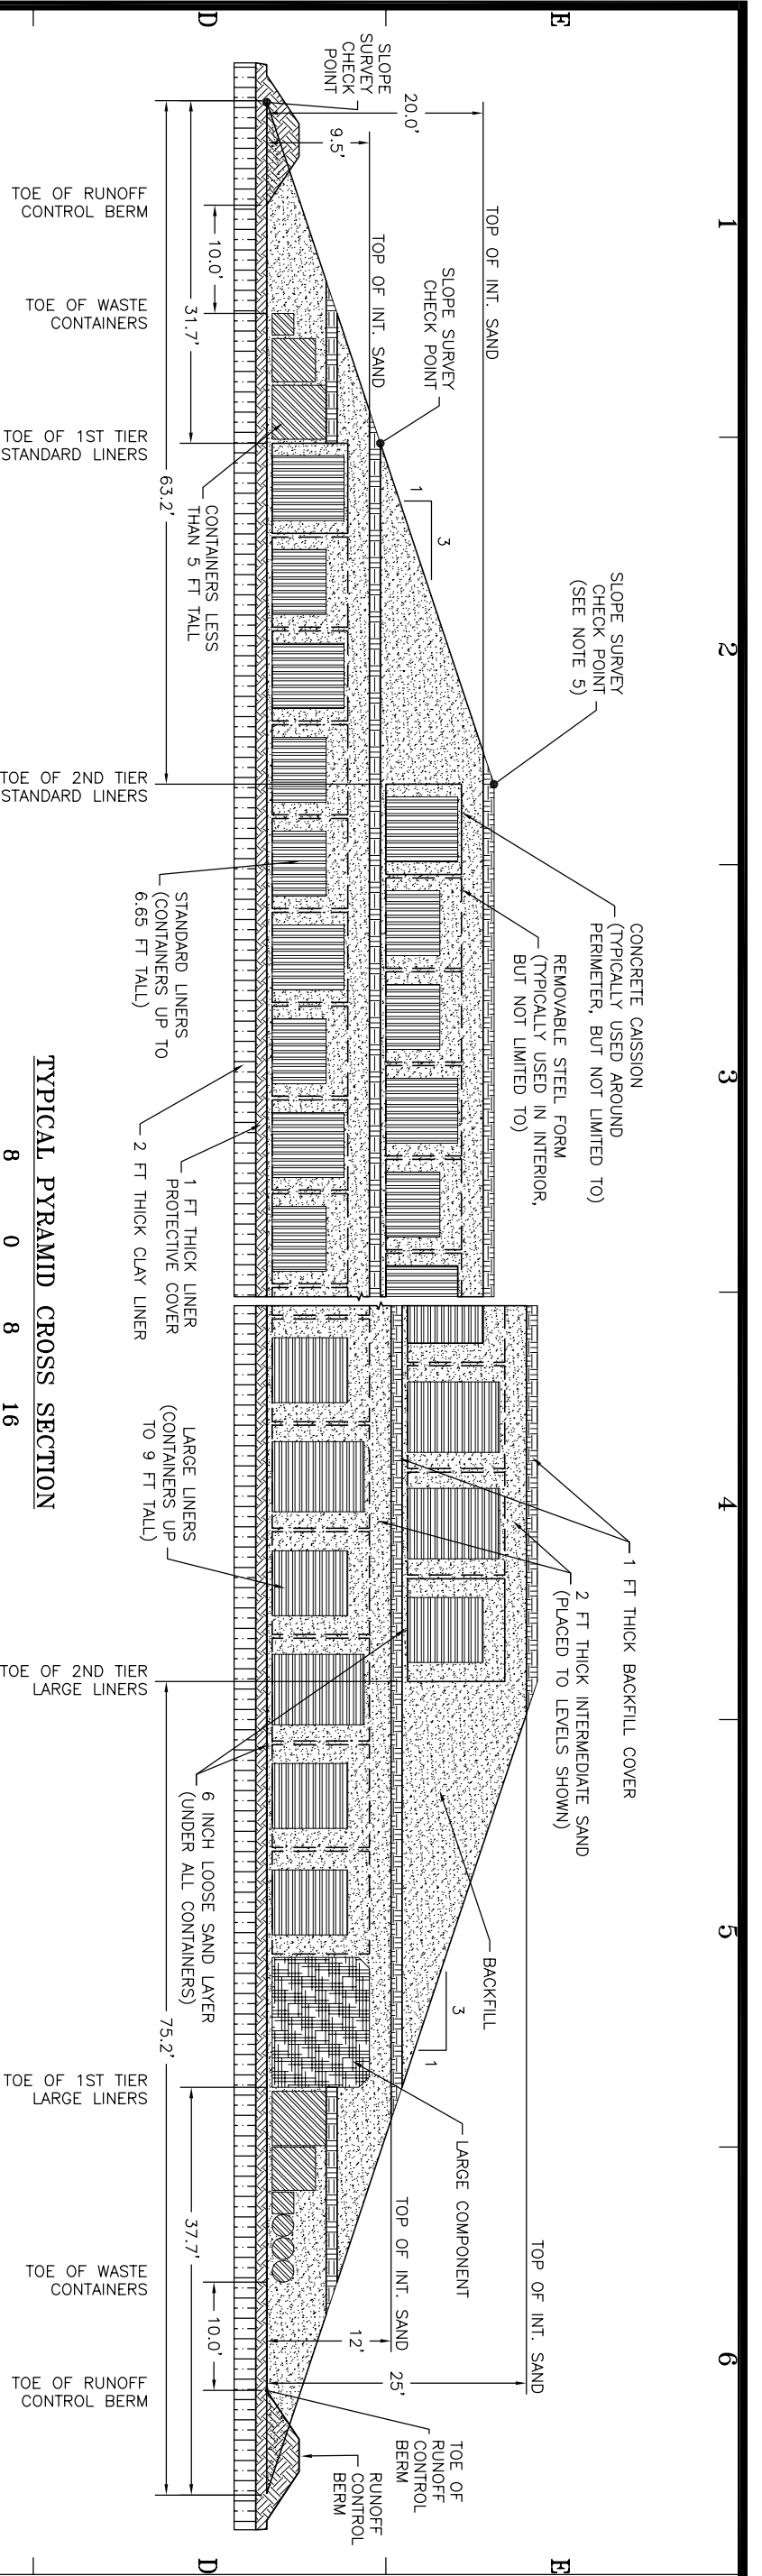 1
2
3
4
5
6
E
E
D
D
SLOPE SURVEY
CHECK POINT
(SEE NOTE 5)
CONCRETE CAISSION
(TYPICALLY USED AROUND
PERIMETER, BUT NOT LIMITED TO)
REMOVABLE STEEL FORM
(TYPICALLY USED IN INTERIOR,
BUT NOT LIMITED TO)
1 FT THICK BACKFILL COVER
2 FT THICK INTERMEDIATE SAND
(PLACED TO LEVELS SHOWN)
TOP OF INT. SAND
TOP OF INT. SAND
SLOPE SURVEY
CHECK POINT
SLOPE
SURVEY
CHECK
POINT
20.0'
9.5'
TOP OF INT. SAND
1
3
BACKFILL
3
1
LARGE COMPONENT
TOP OF INT. SAND
12'
25'
TOE OF
RUNOFF
CONTROL
BERM
RUNOFF
CONTROL
BERM
10.0'
31.7'
63.2'
CONTAINERS LESS
THAN 5 FT TALL
STANDARD LINERS
(CONTAINERS UP TO
6.65 FT TALL)
1 FT THICK LINER
PROTECTIVE COVER
2 FT THICK CLAY LINER
LARGE LINERS
(CONTAINERS UP
TO 9 FT TALL)
6 INCH LOOSE SAND LAYER
(UNDER ALL CONTAINERS)
75.2'
37.7'
10.0'
TOE OF RUNOFF
CONTROL BERM
TOE OF WASTE
CONTAINERS
TOE OF 1ST TIER
STANDARD LINERS
TOE OF 2ND TIER
STANDARD LINERS
TOE OF 2ND TIER
LARGE LINERS
TOE OF 1ST TIER
LARGE LINERS
TOE OF WASTE
CONTAINERS
TOE OF RUNOFF
CONTROL BERM
TYPICAL PYRAMID CROSS SECTION
8 0 8 16